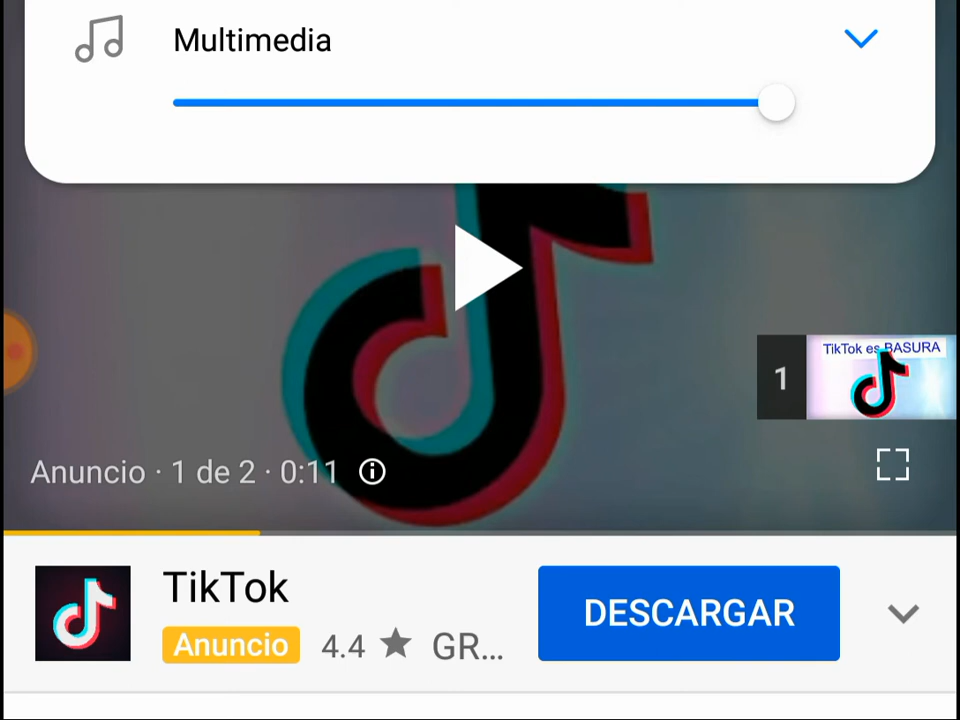 Multimedia
TikTok es BASURA
1
Anuncio · 1 de 2 · 0:11
TikTok
DESCARGAR
Anuncio 4.4 ★ GR...